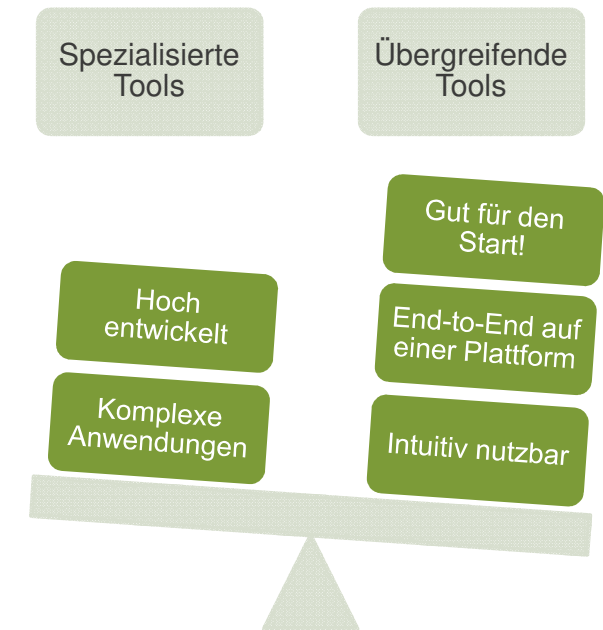 Spezialisierte
Tools
Übergreifende
Tools
Hoch
entwickelt
Komplexe
Anwendungen
Gut für den
Start!
End-to-End auf
einer Plattform
Intuitiv nutzbar